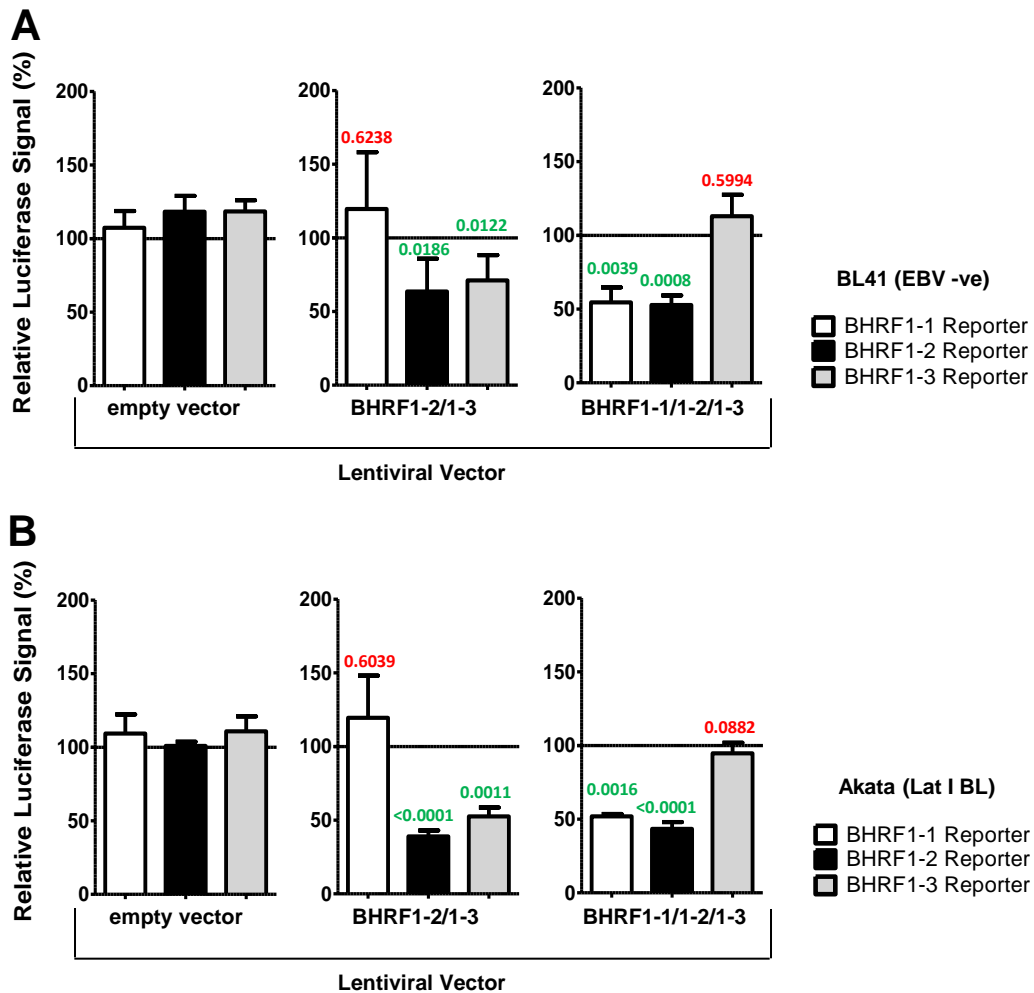 A
Relative Luciferase Signal (%)
200
150
100
50
0
empty vector
200
150
100
50
0
0.6238
0.0186
0.0122
BHRF1-2/1-3
200
150
100
50
0
0.0039
0.0008
0.5994
BHRF1-1/1-2/1-3
Lentiviral Vector
BL41 (EBV -ve)
BHRF1-1 Reporter
BHRF1-2 Reporter
BHRF1-3 Reporter
B
Relative Luciferase Signal (%)
200
150
100
50
0
empty vector
200
150
100
50
0
0.6039
<0.0001
0.0011
BHRF1-2/1-3
200
150
100
50
0
0.0016
<0.0001
0.0882
BHRF1-1/1-2/1-3
Lentiviral Vector
Akata (Lat I BL)
BHRF1-1 Reporter
BHRF1-2 Reporter
BHRF1-3 Reporter